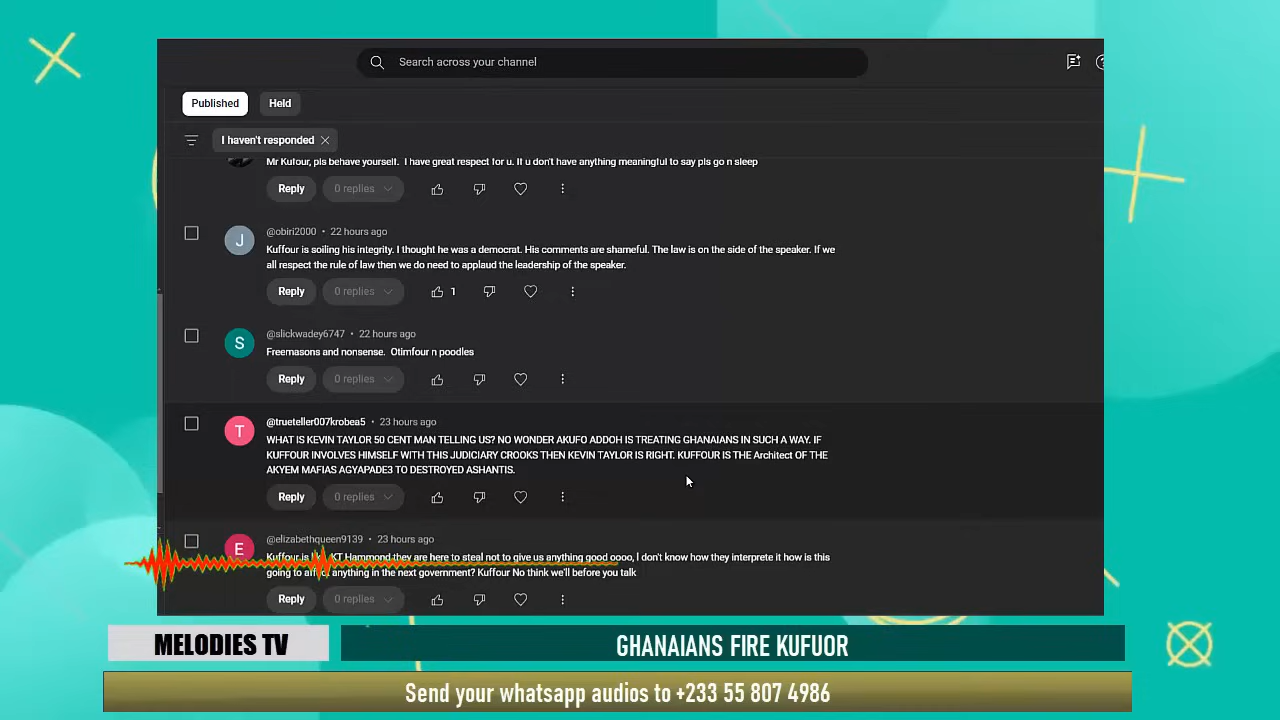 Search across your channel
Published
Held
I haven't responded
Mr Kufour, pls behave yourself. I have great respect for u. If u don't have anything meaningful to say pls go n sleep
Reply
0 replies
J
@obiri2000 • 22 hours ago
Kuffour is soiling his integrity. I thought he was a democrat. His comments are shameful. The law is on the side of the speaker. If we
all respect the rule of law then we do need to applaud the leadership of the speaker.
Reply
0 replies
1
S
@slickwadey6747 • 22 hours ago
Freemasons and nonsense. Otimfour n poodles
Reply
0 replies
T
@trueteller007krobea5 • 23 hours ago
WHAT IS KEVIN TAYLOR 50 CENT MAN TELLING US? NO WONDER AKUFO ADDOH IS TREATING GHANAIANS IN SUCH A WAY. IF
KUFFOUR INVOLVES HIMSELF WITH THIS JUDICIARY CROOKS THEN KEVIN TAYLOR IS RIGHT. KUFFOUR IS THE Architect OF THE
AKYEM MAFIAS AGYAPADE3 TO DESTROYED ASHANTIS.
Reply
0 replies
E
@elizabethqueen9139 • 23 hours ago
Kuffour is KT Hammond they are here to steal not to give us anything good oooo, I don't know how they interpret it how is this
going to affect anything in the next government? Kuffour No think we'll before you talk
Reply
0 replies
MELODIES TV
GHANAIANS FIRE KUFUOR
Send your whatsapp audios to +233 55 807 4986